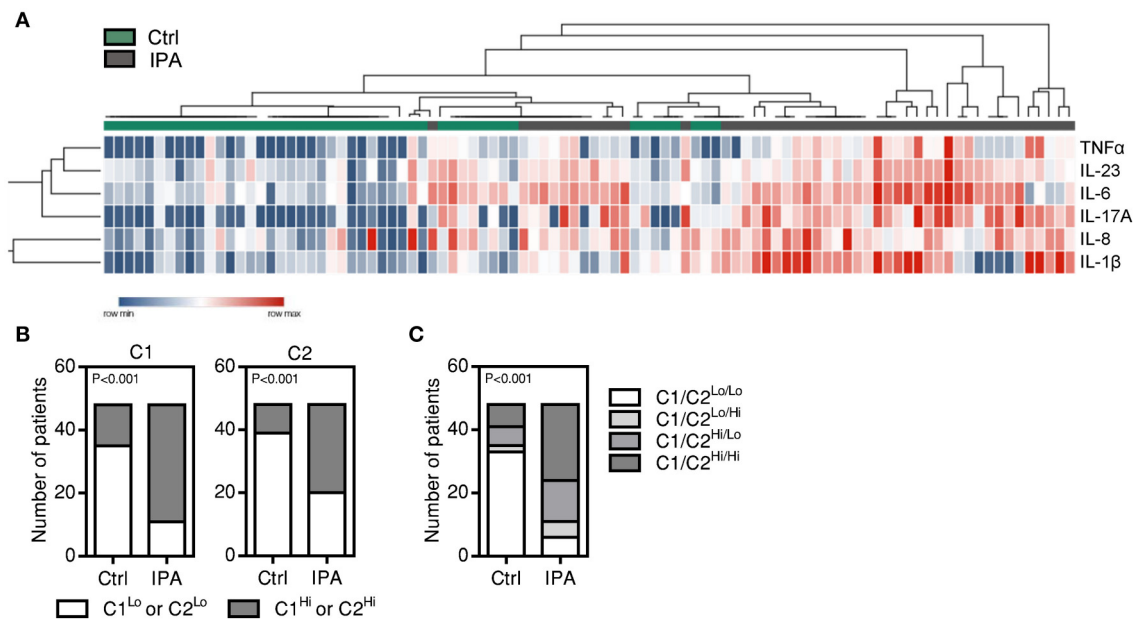 A
Ctrl
IPA
TNFα
IL-23
IL-6
IL-17A
IL-8
IL-1β
row min row max
B
C1 C2
Number of patients
60
40
20
0
P<0.001
Ctrl IPA
60
40
20
0
P<0.001
Ctrl IPA
C1Lo or C2Lo C1Hi or C2Hi
C
Number of patients
60
40
20
0
P<0.001
Ctrl IPA
C1/C2Lo/Lo
C1/C2Lo/Hi
C1/C2Hi/Lo
C1/C2Hi/Hi